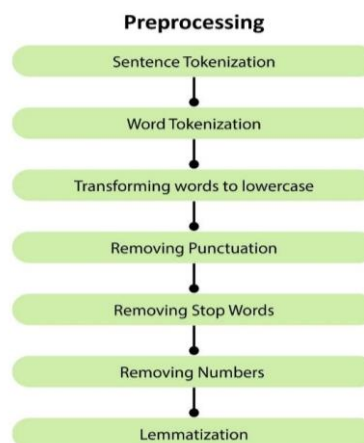 Preprocessing
Sentence Tokenization
Word Tokenization
Transforming words to lowercase
Removing Punctuation
Removing Stop Words
Removing Numbers
Lemmatization